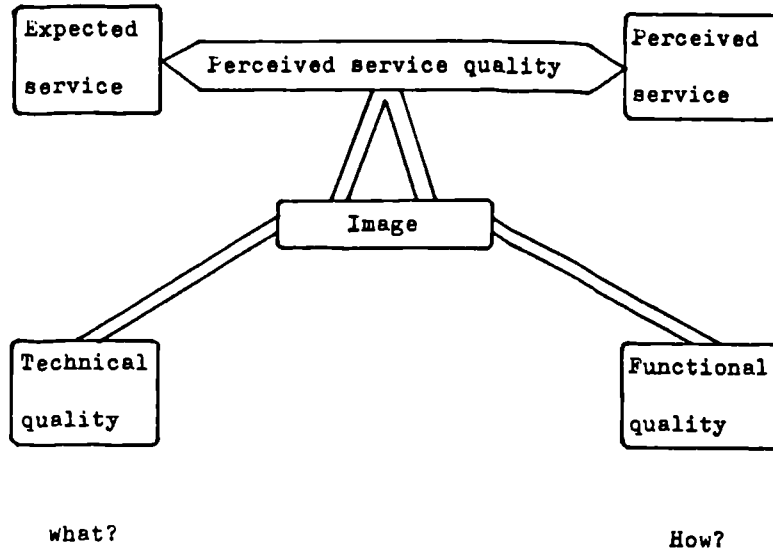 Expected
service
Perceived service quality
Perceived
service
Image
Technical
quality
Functional
quality
what?
How?